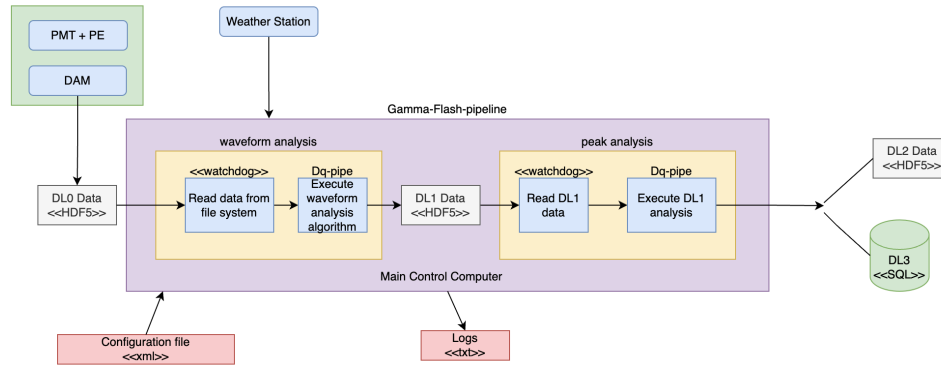 PMT + PE
DAM
Weather Station
Gamma-Flash-pipeline
waveform analysis
peak analysis
<<watchdog>>
Dq-pipe
Read data from
file system
Execute
waveform
analysis
algorithm
<<watchdog>>
Dq-pipe
Read DL1
data
Execute DL1
analysis
DL0 Data
<<HDF5>>
DL1 Data
<<HDF5>>
DL2 Data
<<HDF5>>
DL3
<<SQL>>
Main Control Computer
Configuration file
<<xml>>
Logs
<<txt>>